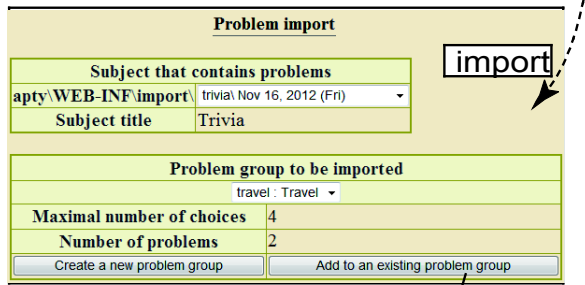 Problem import
import
Subject that contains problems
apty\WEB-INF\import\ trivia\ Nov 16, 2012 (Fri)
Subject title Trivia
Problem group to be imported
travel : Travel
Maximal number of choices 4
Number of problems 2
Create a new problem group Add to an existing problem group